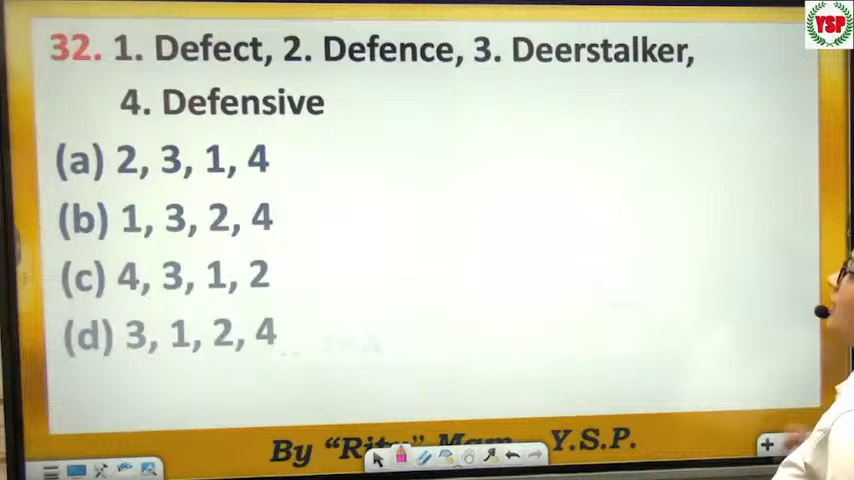 YSP
32. 1. Defect, 2. Defence, 3. Deerstalker,
4. Defensive
(a) 2, 3, 1, 4
(b) 1, 3, 2, 4
(c) 4, 3, 1, 2
(d) 3, 1, 2, 4
By "Ritu" Mam Y.S.P.